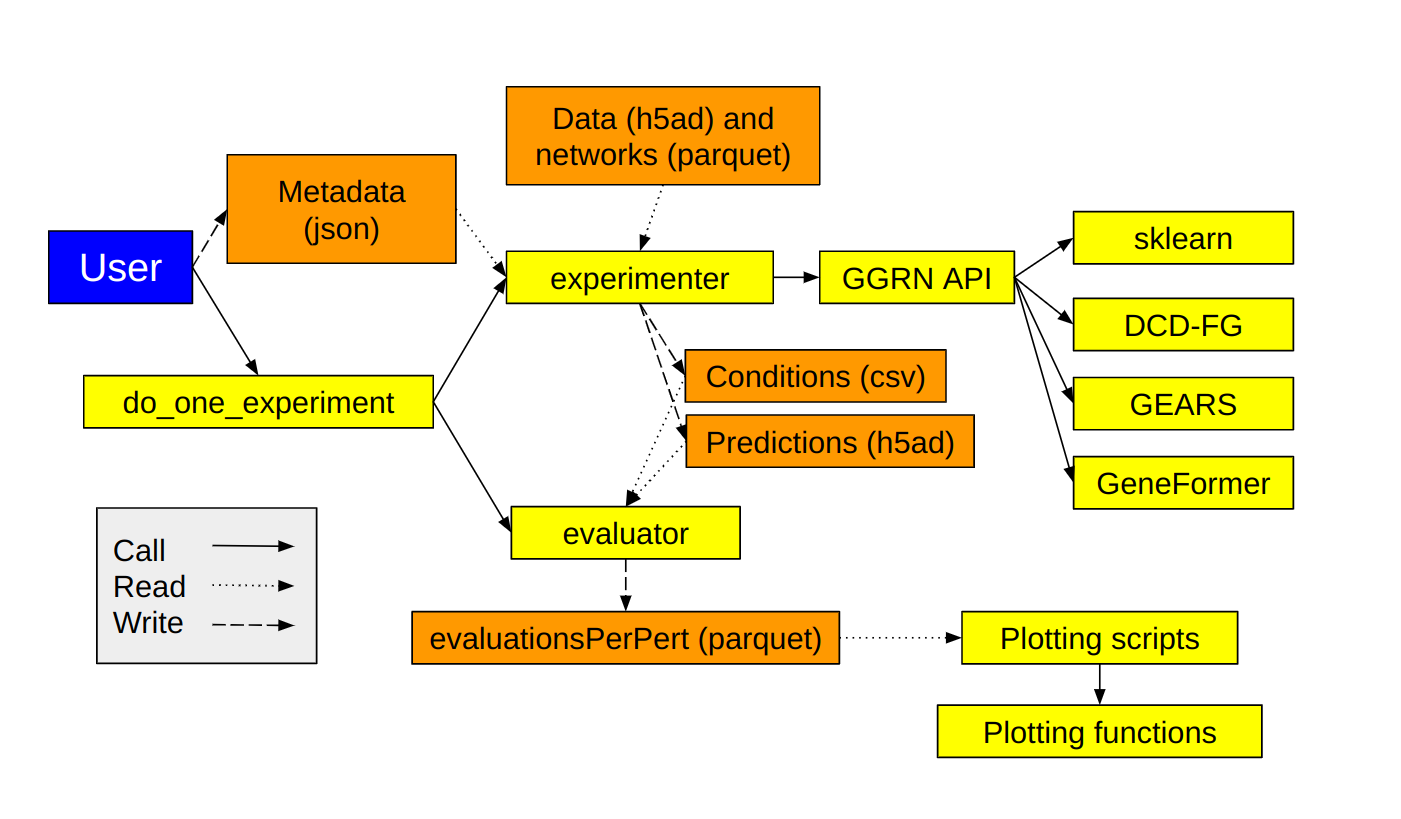 Data (h5ad) and
networks (parquet)
Metadata
(json)
User
sklearn
experimenter
GGRN API
DCD-FG
Conditions (csv)
do_one_experiment
GEARS
Predictions (h5ad)
GeneFormer
evaluator
Call
Read
Write
evaluationsPerPert (parquet)
Plotting scripts
Plotting functions